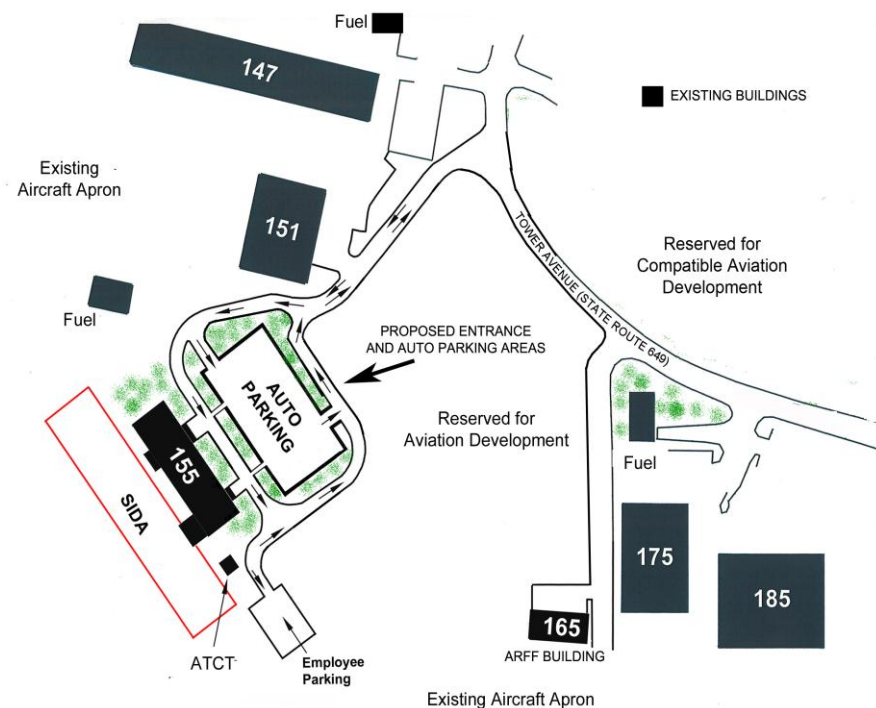 Fuel
147
EXISTING BUILDINGS
Existing
Aircraft Apron
151
TOWER AVENUE (STATE ROUTE 649)
Reserved for
Compatible Aviation
Development
Fuel
PROPOSED ENTRANCE
AND AUTO PARKING AREAS
AUTO
PARKING
Reserved for
Aviation Development
155
SIDA
Fuel
175
185
165
ARFF BUILDING
ATCT
Employee
Parking
Existing Aircraft Apron